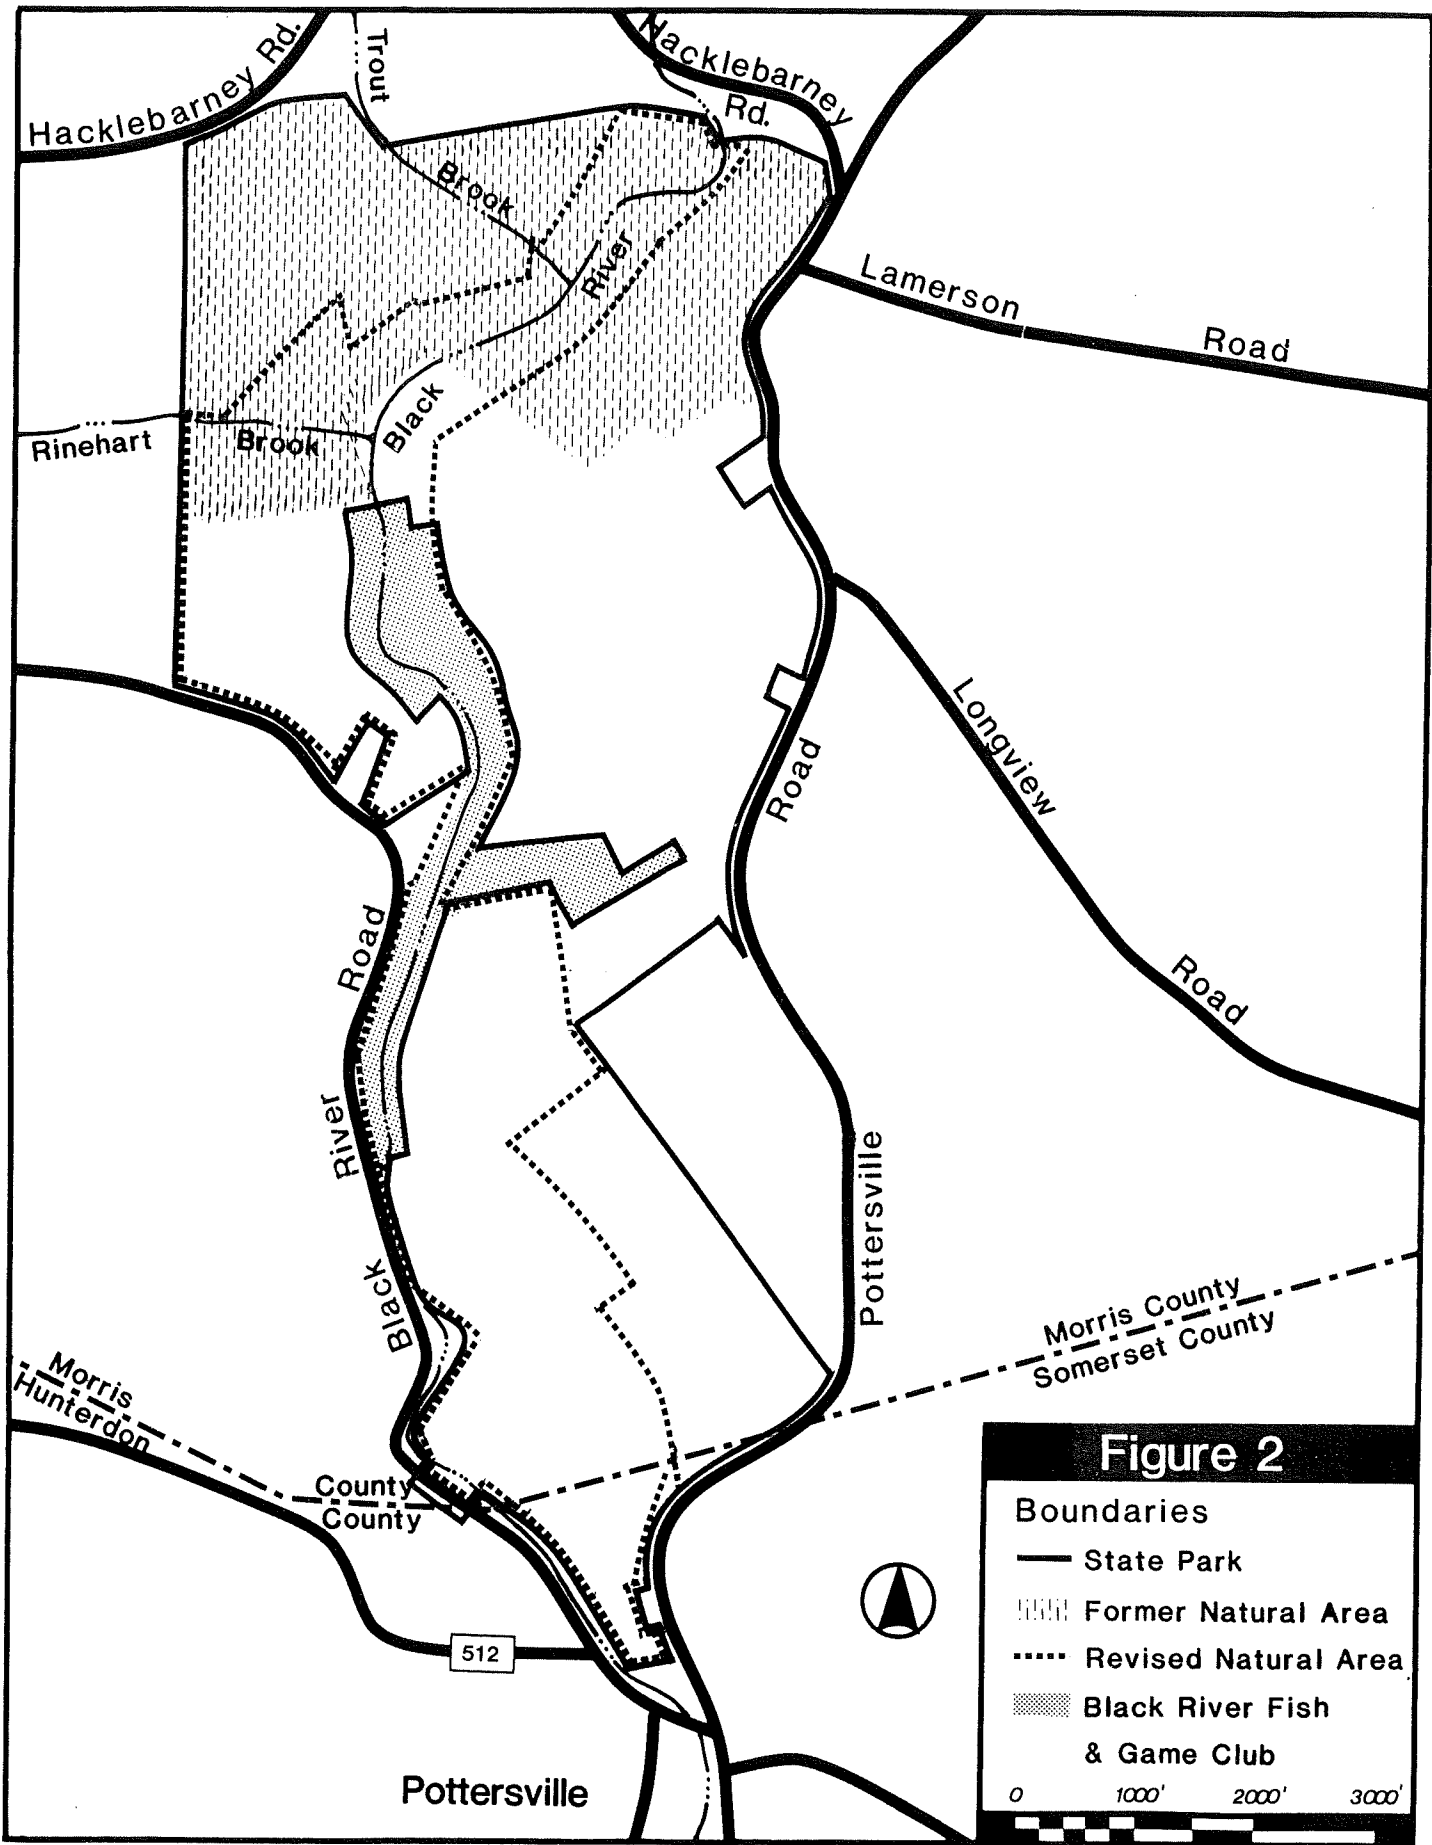 Hacklebarney Rd.
Trout
Hacklebarney
Rd.
Brook
River
Lamerson
Road
Black
Rinehart
Brook
Longview
Road
Road
Road
River
Pottersville
Black
Morris County
Somerset County
Morris
Hunterdon
County
County
512
Pottersville
Figure 2
Boundaries
State Park
Former Natural Area
Revised Natural Area
Black River Fish
& Game Club
0 1000' 2000' 3000'